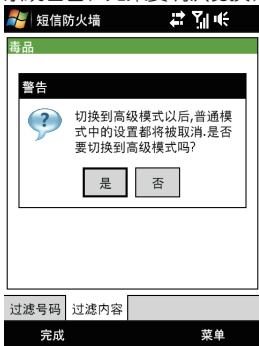 短信防火墙
毒品
警告
切换到高级模式以后,普通模
式中的设置都将被取消.是否
要切换到高级模式吗?
是 否
过滤号码 过滤内容
完成 菜单